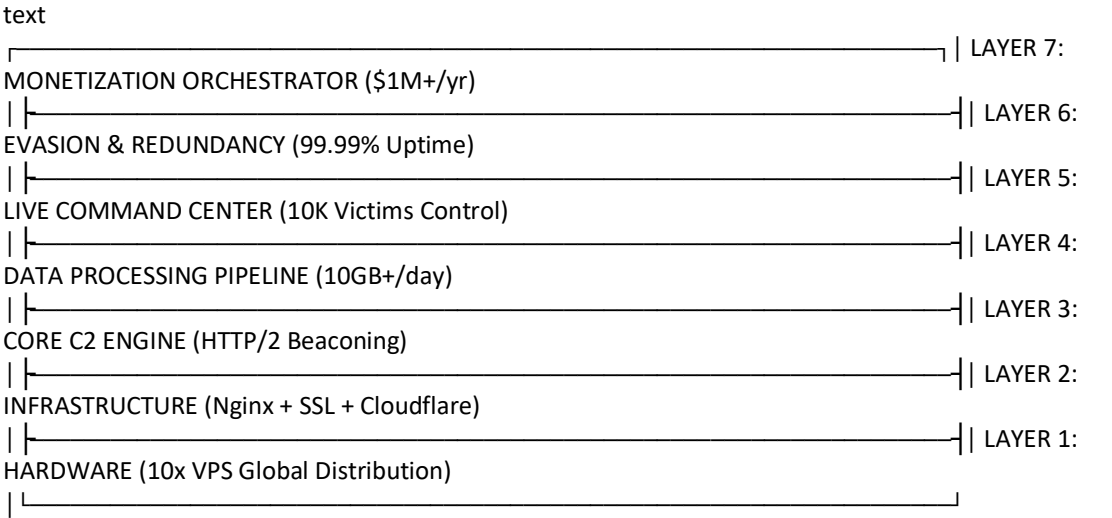 text
┌─────────────────────────────────────────────────────────┐│ LAYER 7:
MONETIZATION ORCHESTRATOR ($1M+/yr)
│├─────────────────────────────────────────────────────────┤│ LAYER 6:
EVASION & REDUNDANCY (99.99% Uptime)
│├─────────────────────────────────────────────────────────┤│ LAYER 5:
LIVE COMMAND CENTER (10K Victims Control)
│├─────────────────────────────────────────────────────────┤│ LAYER 4:
DATA PROCESSING PIPELINE (10GB+/day)
│├─────────────────────────────────────────────────────────┤│ LAYER 3:
CORE C2 ENGINE (HTTP/2 Beaconing)
│├─────────────────────────────────────────────────────────┤│ LAYER 2:
INFRASTRUCTURE (Nginx + SSL + Cloudflare)
│├─────────────────────────────────────────────────────────┤│ LAYER 1:
HARDWARE (10x VPS Global Distribution)
│└─────────────────────────────────────────────────────────┘